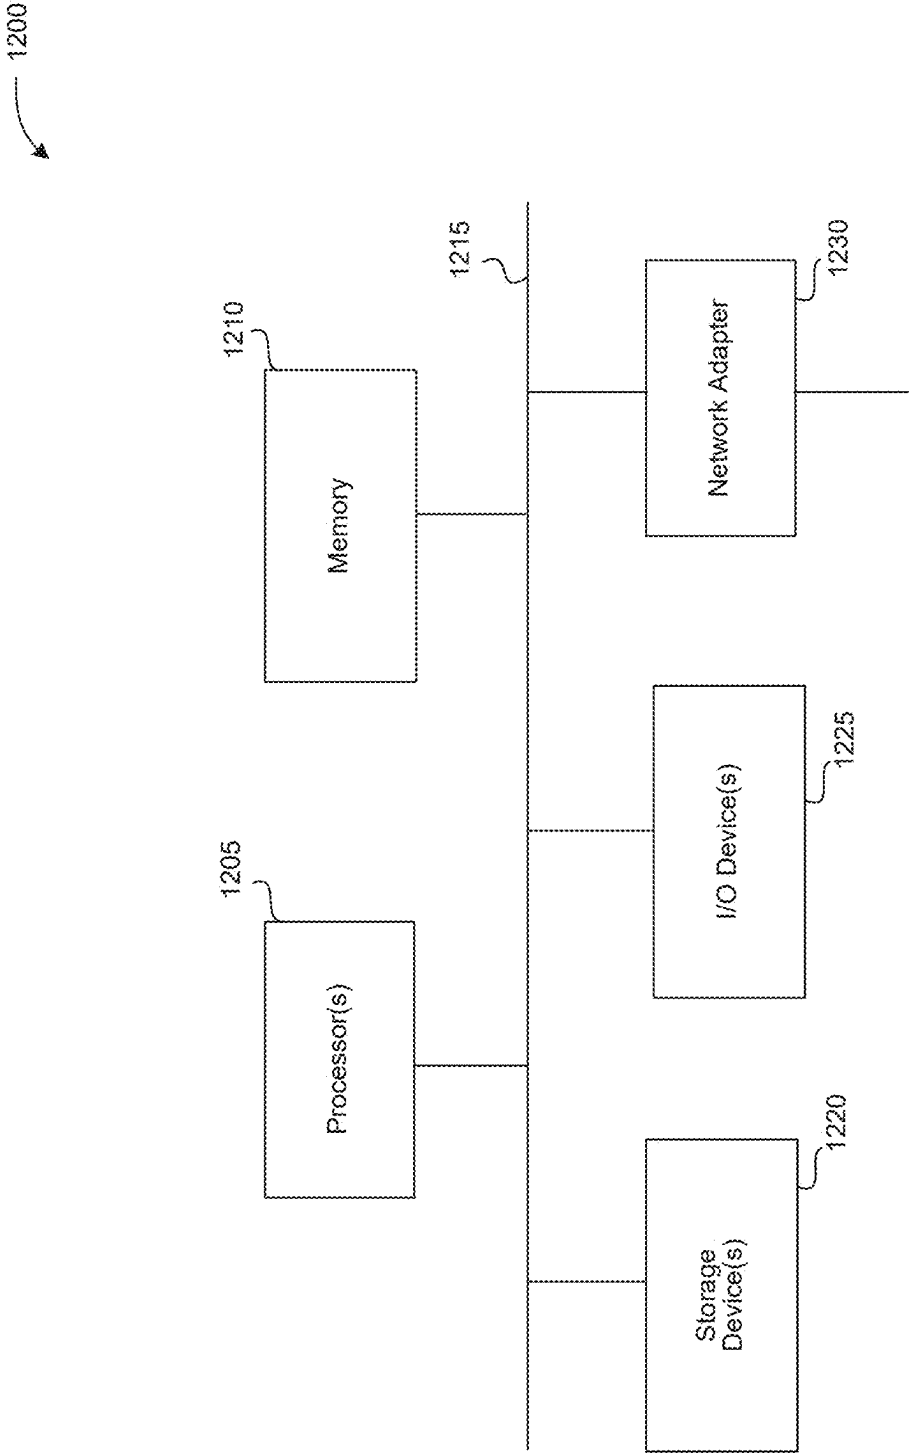 1200
1205
Processor(s)
1210
Memory
1215
Storage
Device(s)
1220
I/O Device(s)
1225
Network Adapter
1230